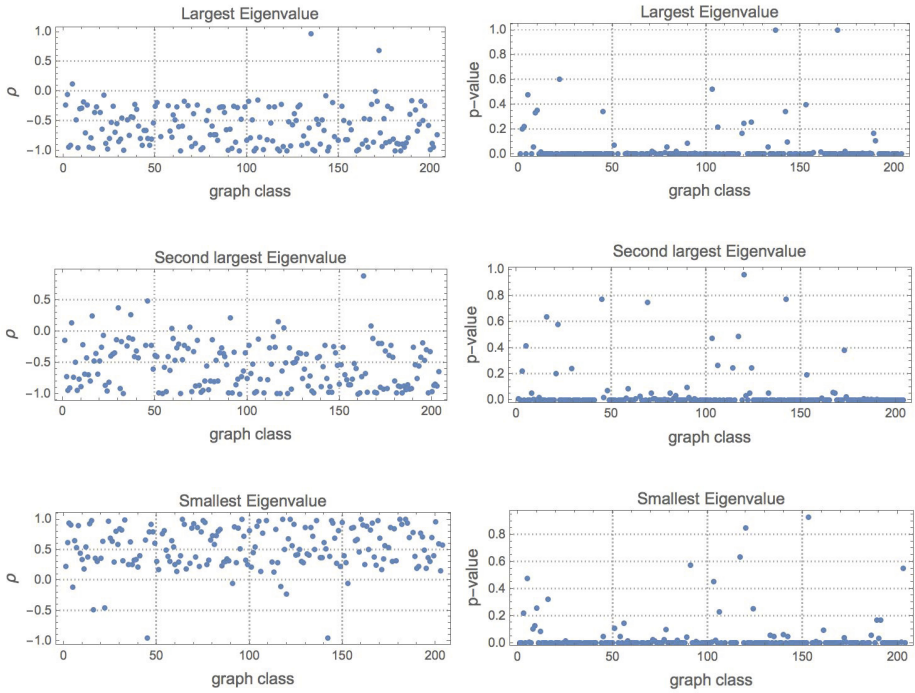 Largest Eigenvalue
1.0
0.5
0.0
−0.5
−1.0
ρ
0 50 100 150 200
graph class
Largest Eigenvalue
1.0
0.8
0.6
0.4
0.2
0.0
p−value
0 50 100 150 200
graph class
Second largest Eigenvalue
0.5
0.0
−0.5
−1.0
ρ
0 50 100 150 200
graph class
Second largest Eigenvalue
1.0
0.8
0.6
0.4
0.2
0.0
p−value
0 50 100 150 200
graph class
Smallest Eigenvalue
1.0
0.5
0.0
−0.5
−1.0
ρ
0 50 100 150 200
graph class
Smallest Eigenvalue
0.8
0.6
0.4
0.2
0.0
p−value
0 50 100 150 200
graph class